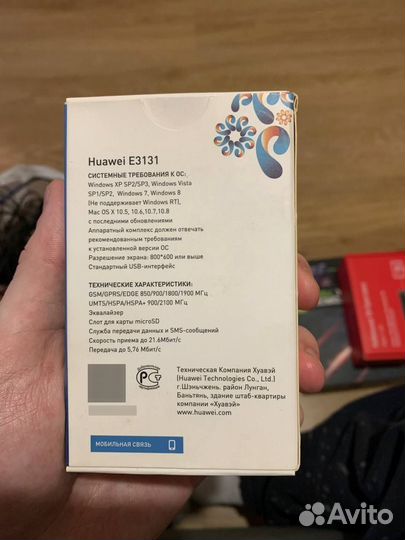 Huawei E3131
СИСТЕМНЫЕ ТРЕБОВАНИЯ К ОС:
Windows XP SP2/SP3, Windows Vista
SP1/SP2, Windows 7, Windows 8
(Не поддерживает Windows RT),
Mac OS X 10.5, 10.6,10.7,10.8
с последними обновлениями
Аппаратный комплекс должен отвечать
рекомендованным требованиям
к установленной версии ОС
Разрешение экрана: 800*600 или выше
Стандартный USB-интерфейс
ТЕХНИЧЕСКИЕ ХАРАКТЕРИСТИКИ:
GSM/GPRS/EDGE 850/900/1800/1900 МГц
UMTS/HSPA/HSPA+ 900/2100 МГц
Эквалайзер
Слот для карты microSD
Служба передачи данных и SMS-сообщений
Скорость приема до 21.6Мбит/с
Передача до 5,76 Мбит/с
Техническая Компания Хуавэй
(Huawei Technologies Co., Ltd.)
г.Шэньчжень. район Лунган,
Баньтянь, здание штаб-квартиры
компании «Хуавэй»
www.huawei.com
МОБИЛЬНАЯ СВЯЗЬ
Avito